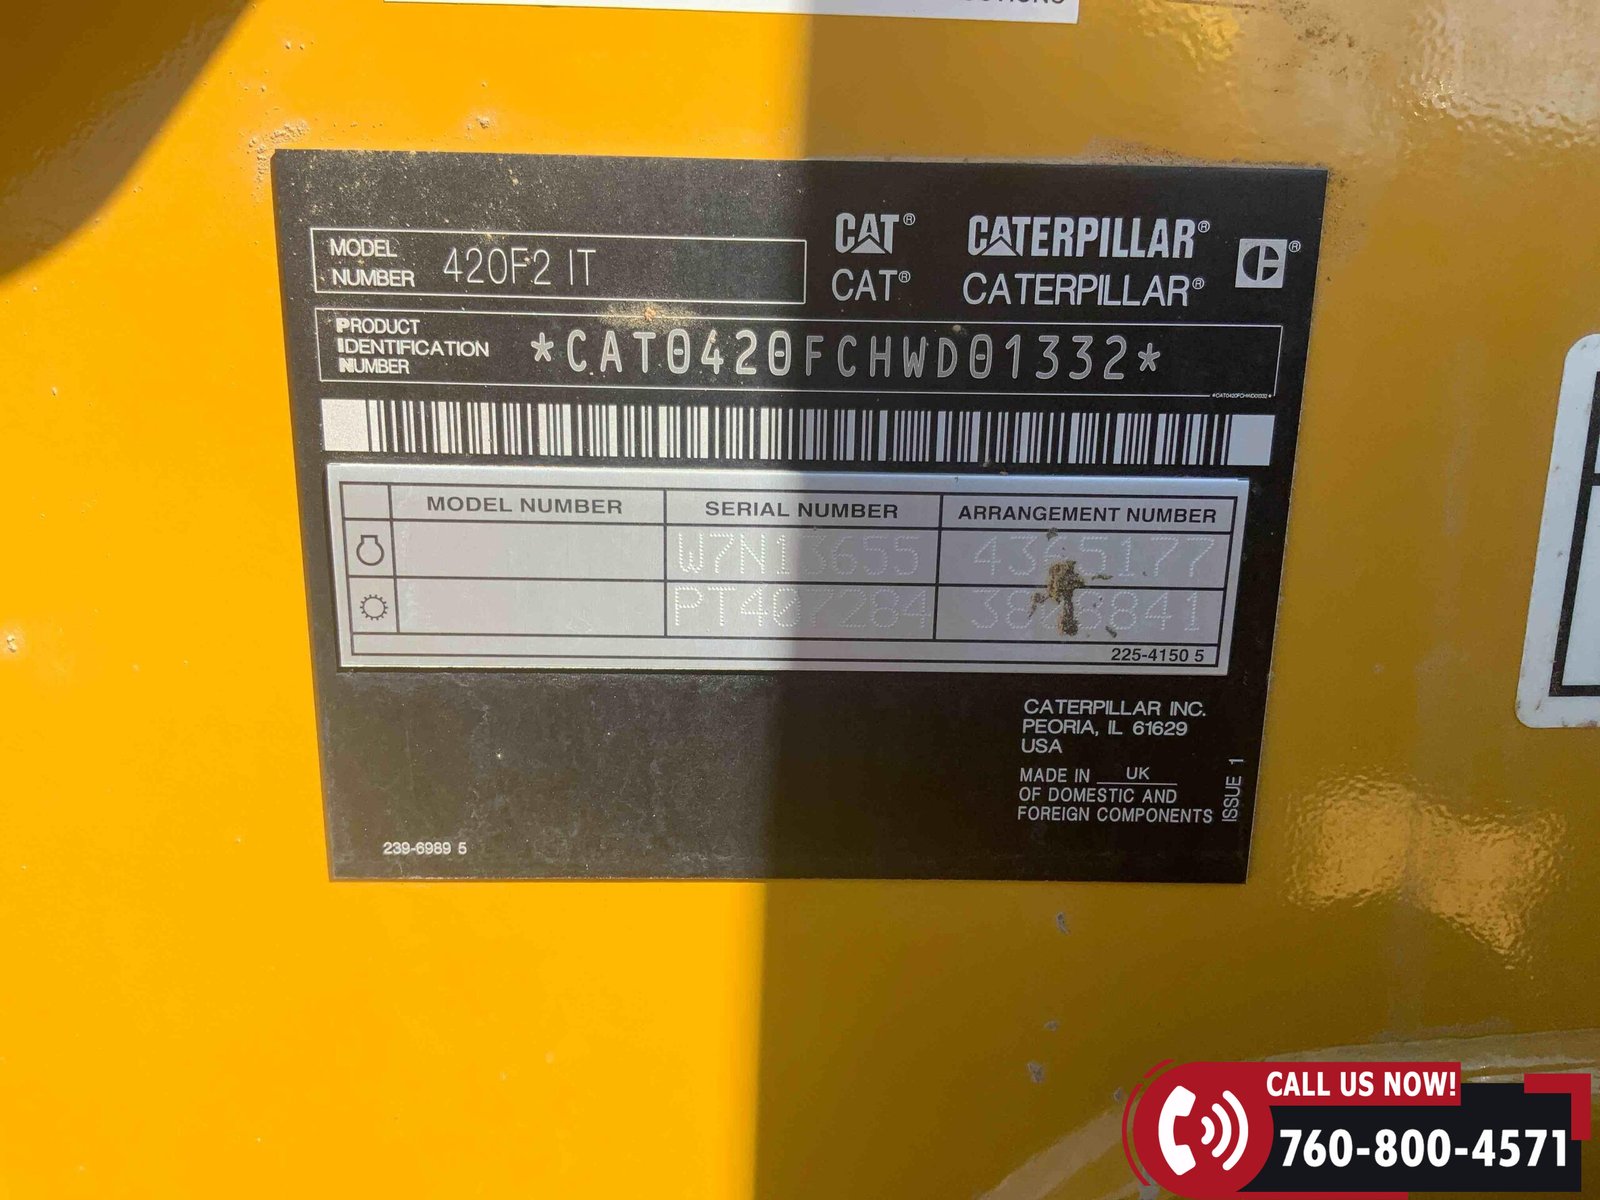 MODEL NUMBER 420F2 IT
CAT® CATERPILLAR®
CAT® CATERPILLAR®
PRODUCT IDENTIFICATION NUMBER *CAT0420FCHWD01332*
*CAT0420FCHWD01332*
MODEL NUMBER SERIAL NUMBER ARRANGEMENT NUMBER
W7N13655 4365177
PT407284
225-4150 5
CATERPILLAR INC.
PEORIA, IL 61629
USA
MADE IN UK
OF DOMESTIC AND
FOREIGN COMPONENTS
ISSUE 1
239-6989 5
CALL US NOW!
760-800-4571